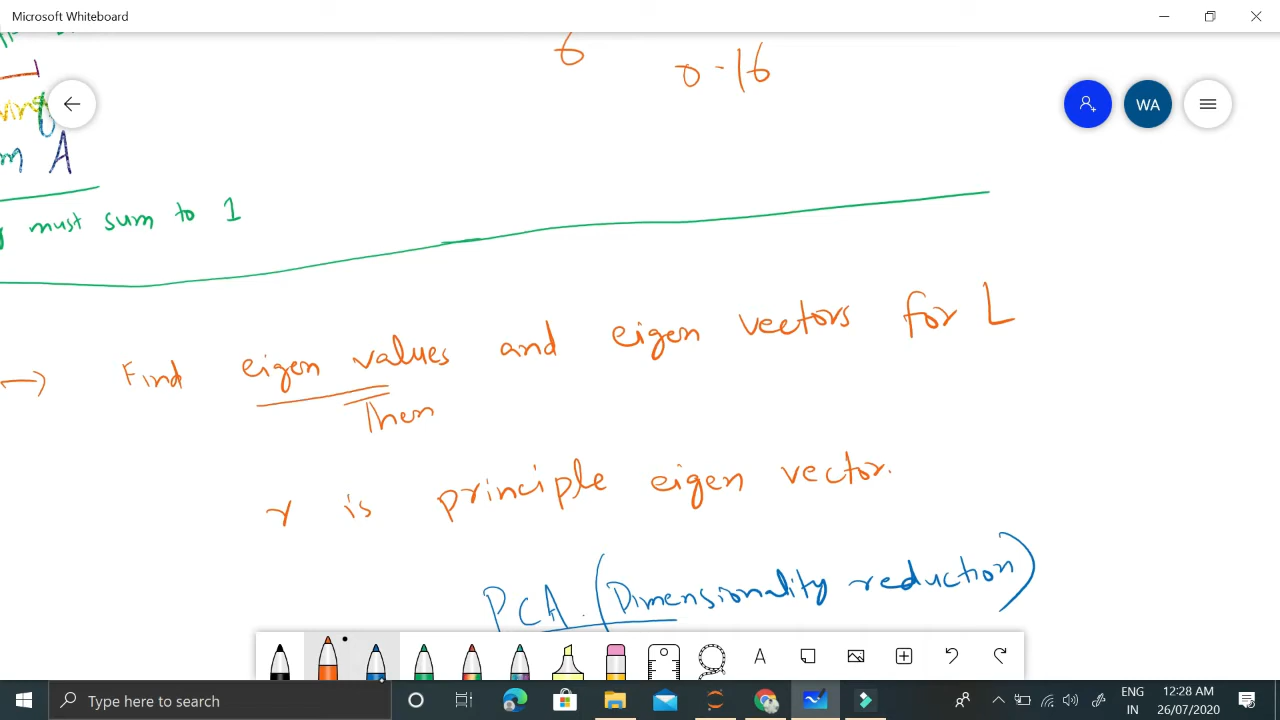 Microsoft Whiteboard
6
0.16
WA
m A
must sum to 1
Find eigen values and eigen vectors for L
Then
r is principle eigen vector.
PCA. (Dimensionality reduction)
A
Type here to search
ENG
IN
12:28 AM
26/07/2020